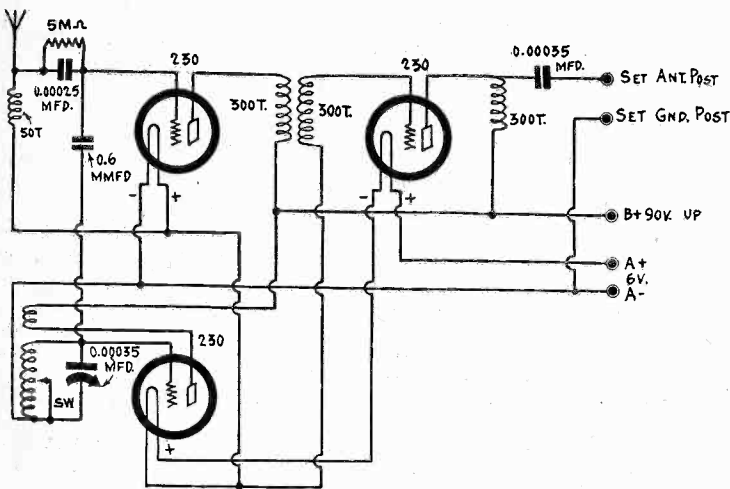 5MΩ
0.00025
MFD.
50T
0.6
MMFD
230
300T.
300T.
230
300T.
0.00035
MFD.
SET ANT. POST
SET GND. POST
- +
- +
B+90V. UP
A+
6V.
A-
230
0.00035
MFD.
SW
+